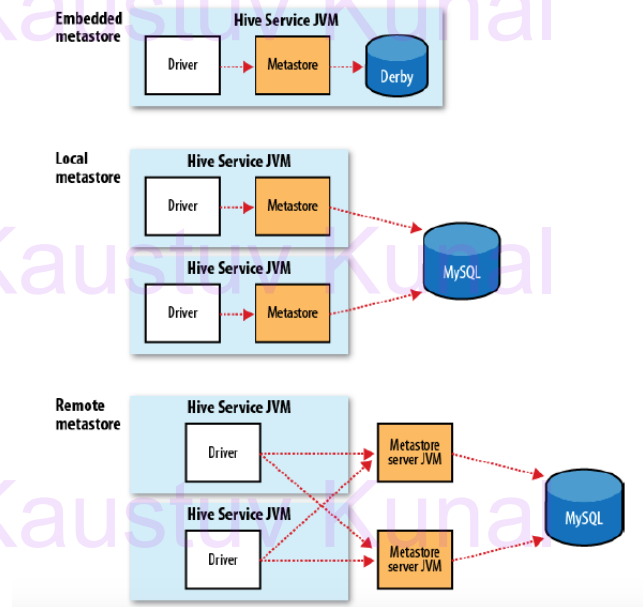 Embedded
metastore
Hive Service JVM
Driver
Metastore
Derby
Kaustuv Kunal
Local
metastore
Hive Service JVM
Driver
Metastore
Hive Service JVM
Driver
Metastore
MySQL
Kaustuv Kunal
Remote
metastore
Hive Service JVM
Driver
Metastore
server JVM
Hive Service JVM
Driver
Metastore
server JVM
MySQL
Kaustuv Kunal